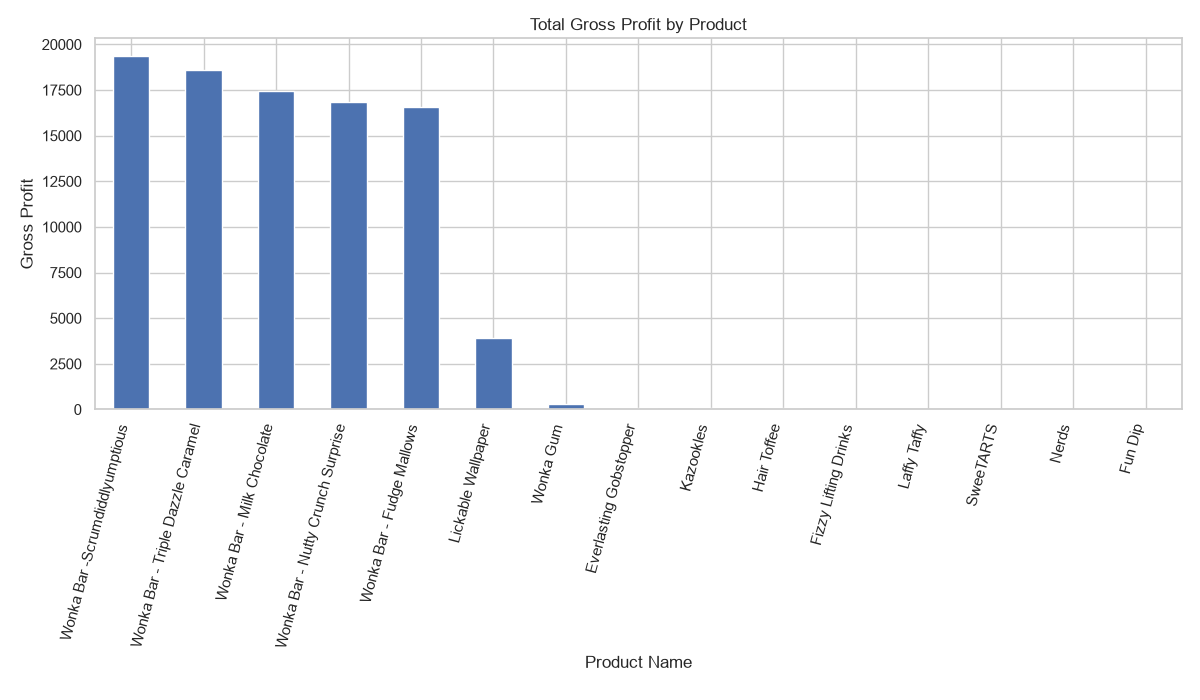 Total Gross Profit by Product
Gross Profit
20000
17500
15000
12500
10000
7500
5000
2500
0
Wonka Bar -Scrumdiddlyumptious
Wonka Bar - Triple Dazzle Caramel
Wonka Bar - Milk Chocolate
Wonka Bar - Nutty Crunch Surprise
Wonka Bar - Fudge Mallows
Lickable Wallpaper
Wonka Gum
Everlasting Gobstopper
Kazookles
Hair Toffee
Fizzy Lifting Drinks
Laffy Taffy
SweeTARTS
Nerds
Fun Dip
Product Name